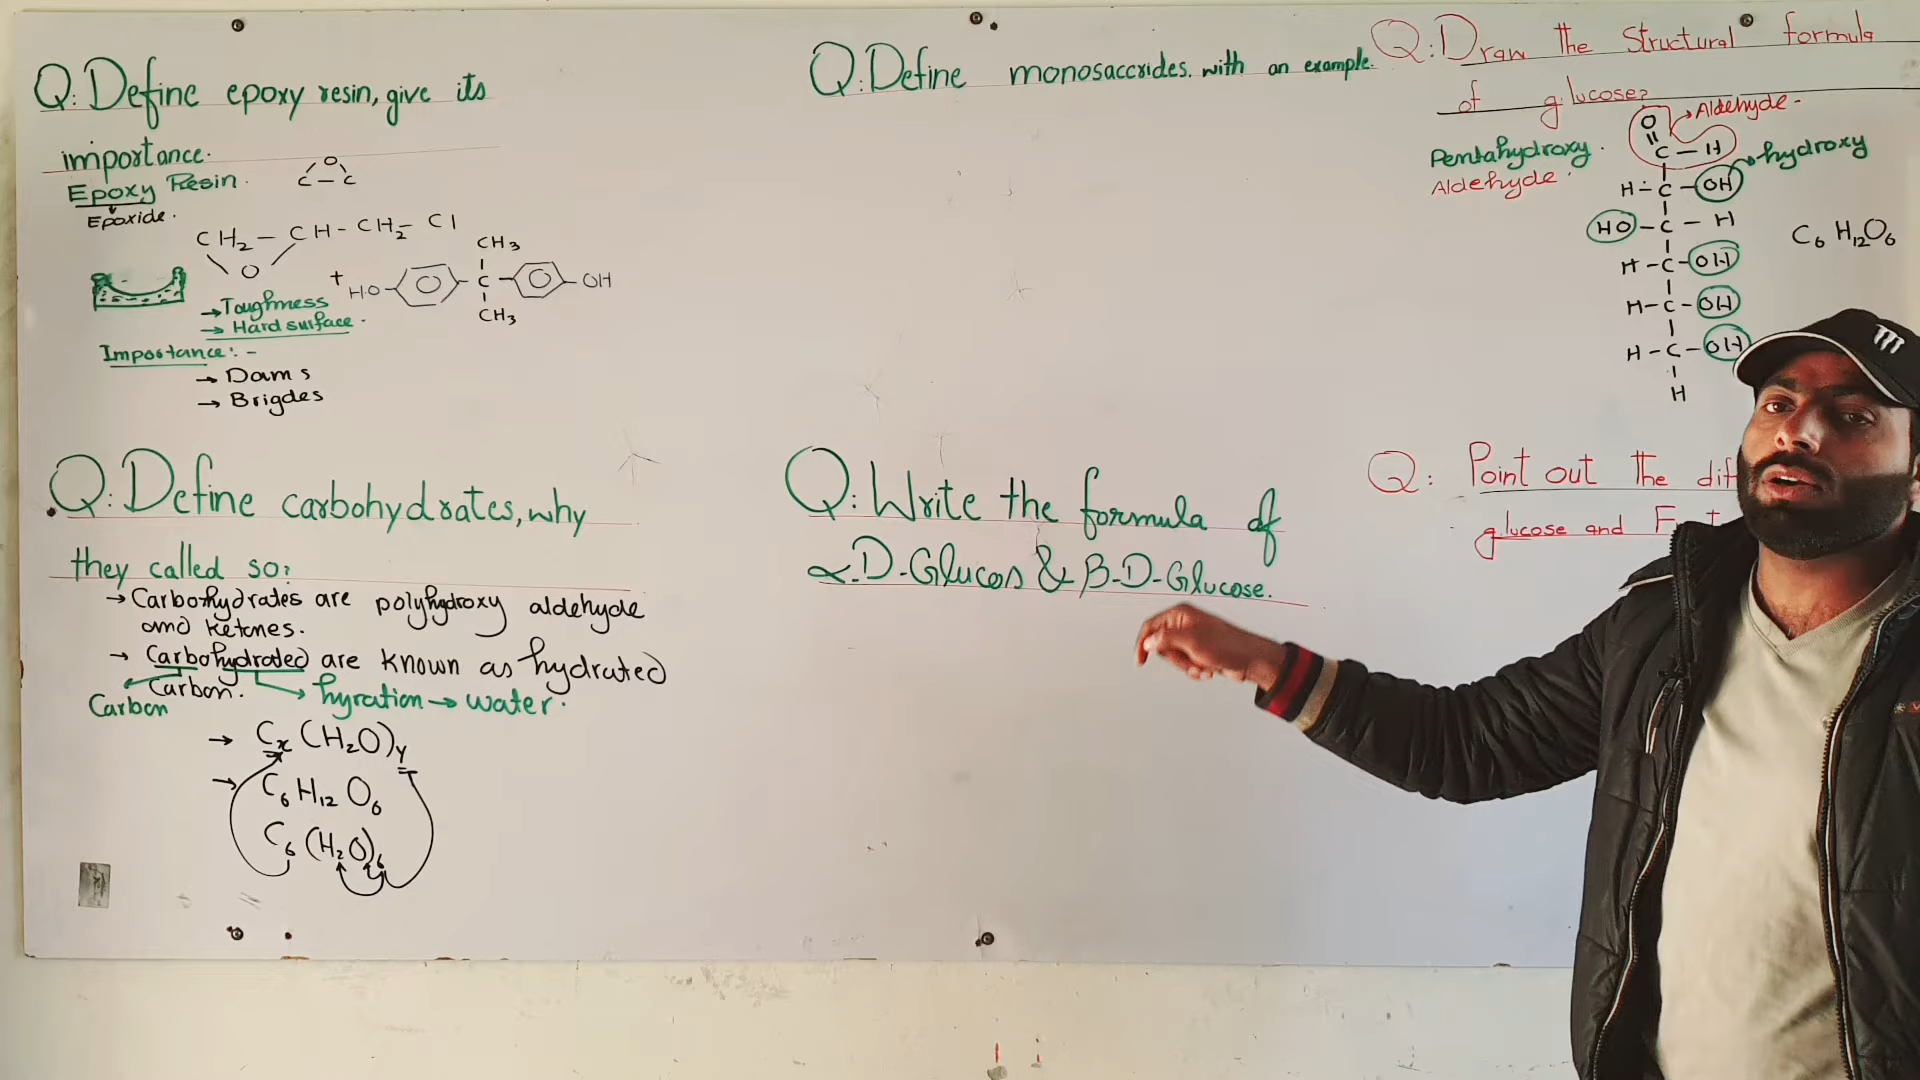 Q: Define epoxy resin, give its
importance.
Epoxy Resin.
Epoxide.
O
C – C
CH2 – CH - CH2 - Cl
O
+
CH3
HO - C - OH
CH3
→ Toughness
→ Hard surface.
Importance: -
→ Dams
→ Brigdes
Q: Define carbohydrates, why
they called so:
→ Carbohydrates are polyhydroxy aldehyde
and ketones.
→ Carbohydrated are known as hydrated
Carbon.
Carbon
hyration → water.
→ Cx (H2O)y
→ C6 H12 O6
C6 (H2O)6
Q: Define monosaccrides. with an example.
Q: Write the formula of
α.D-Glucos & β-D-Glucose.
Q: Draw the Structural formula
of glucose?
Pentahydroxy.
Aldehyde.
→ Aldehyde -
→ hydroxy
O
C – H
H - C - OH
HO - C - H
H - C - OH
H - C - OH
H - C - OH
H
C6 H12O6
Q: Point out the
glucose and